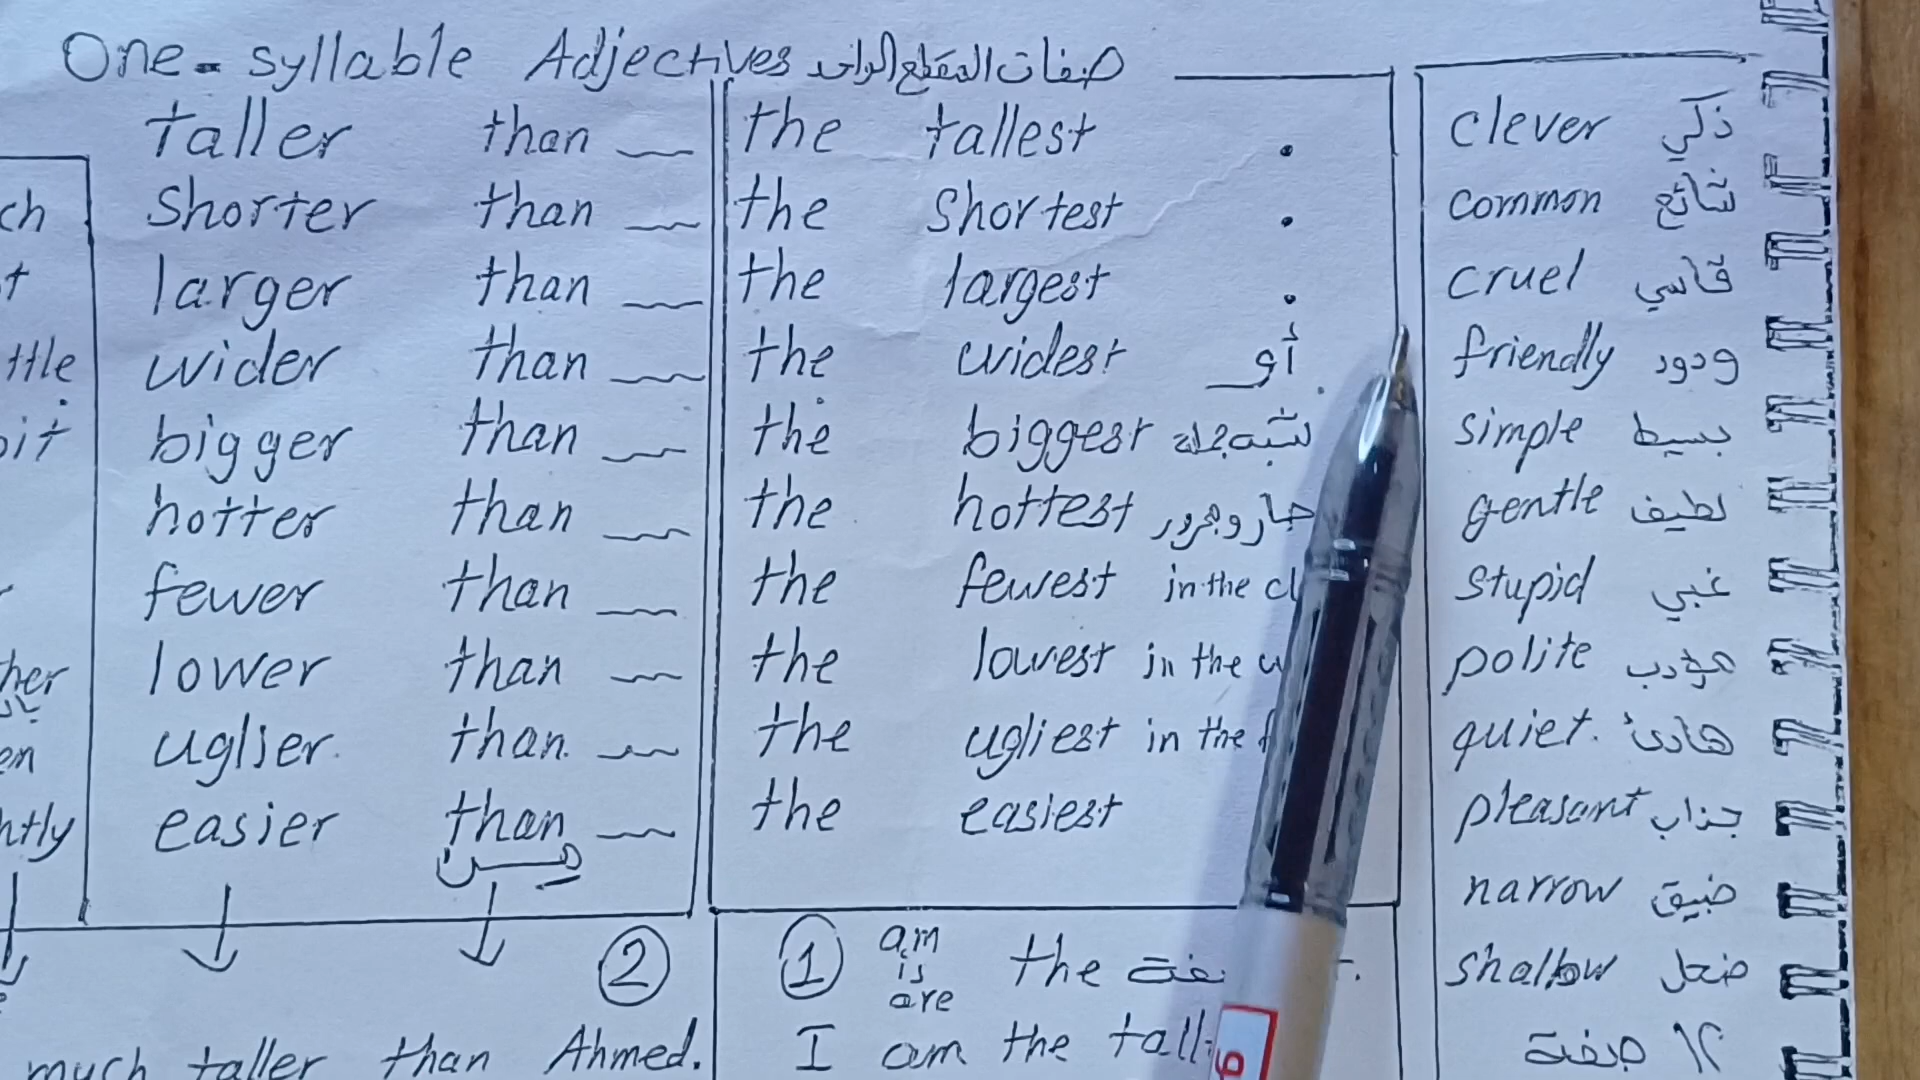 One-syllable Adjectives صفات المقطع الواحد
taller than the tallest .
shorter than the shortest .
larger than the largest .
wider than the widest أو .
bigger than the biggest شبه جملة
hotter than the hottest جار ومجرور
fewer than the fewest in the
lower than the lowest in the
uglier than the ugliest in the
easier than the easiest
مــن
clever ذكي
common شائع
cruel قاسي
friendly ودود
simple بسيط
gentle لطيف
stupid غبي
polite مؤدب
quiet. هادئ
pleasant جذاب
narrow ضيق
shallow ضحل
١٢ صفة
2
much taller than Ahmed.
1 am
is the
are
I am the